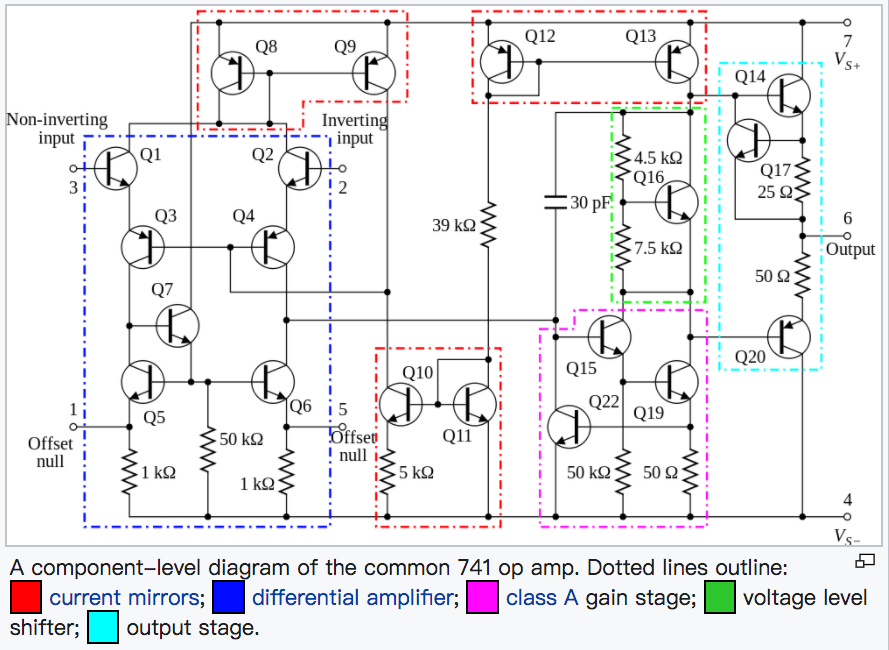 Q8
Q9
Q12
Q13
7
V_S+
Q14
Non-inverting
input
Inverting
input
Q1
Q2
3
2
4.5 kΩ
Q16
Q17
25 Ω
30 pF
Q3
Q4
39 kΩ
7.5 kΩ
6
Output
50 Ω
Q7
Q15
Q20
Q10
Q5
Q6
Q11
Q22
Q19
1
Offset
null
5
Offset
null
50 kΩ
1 kΩ
1 kΩ
5 kΩ
50 kΩ
50 Ω
4
V_S−
A component–level diagram of the common 741 op amp. Dotted lines outline:
current mirrors; differential amplifier; class A gain stage; voltage level
shifter; output stage.